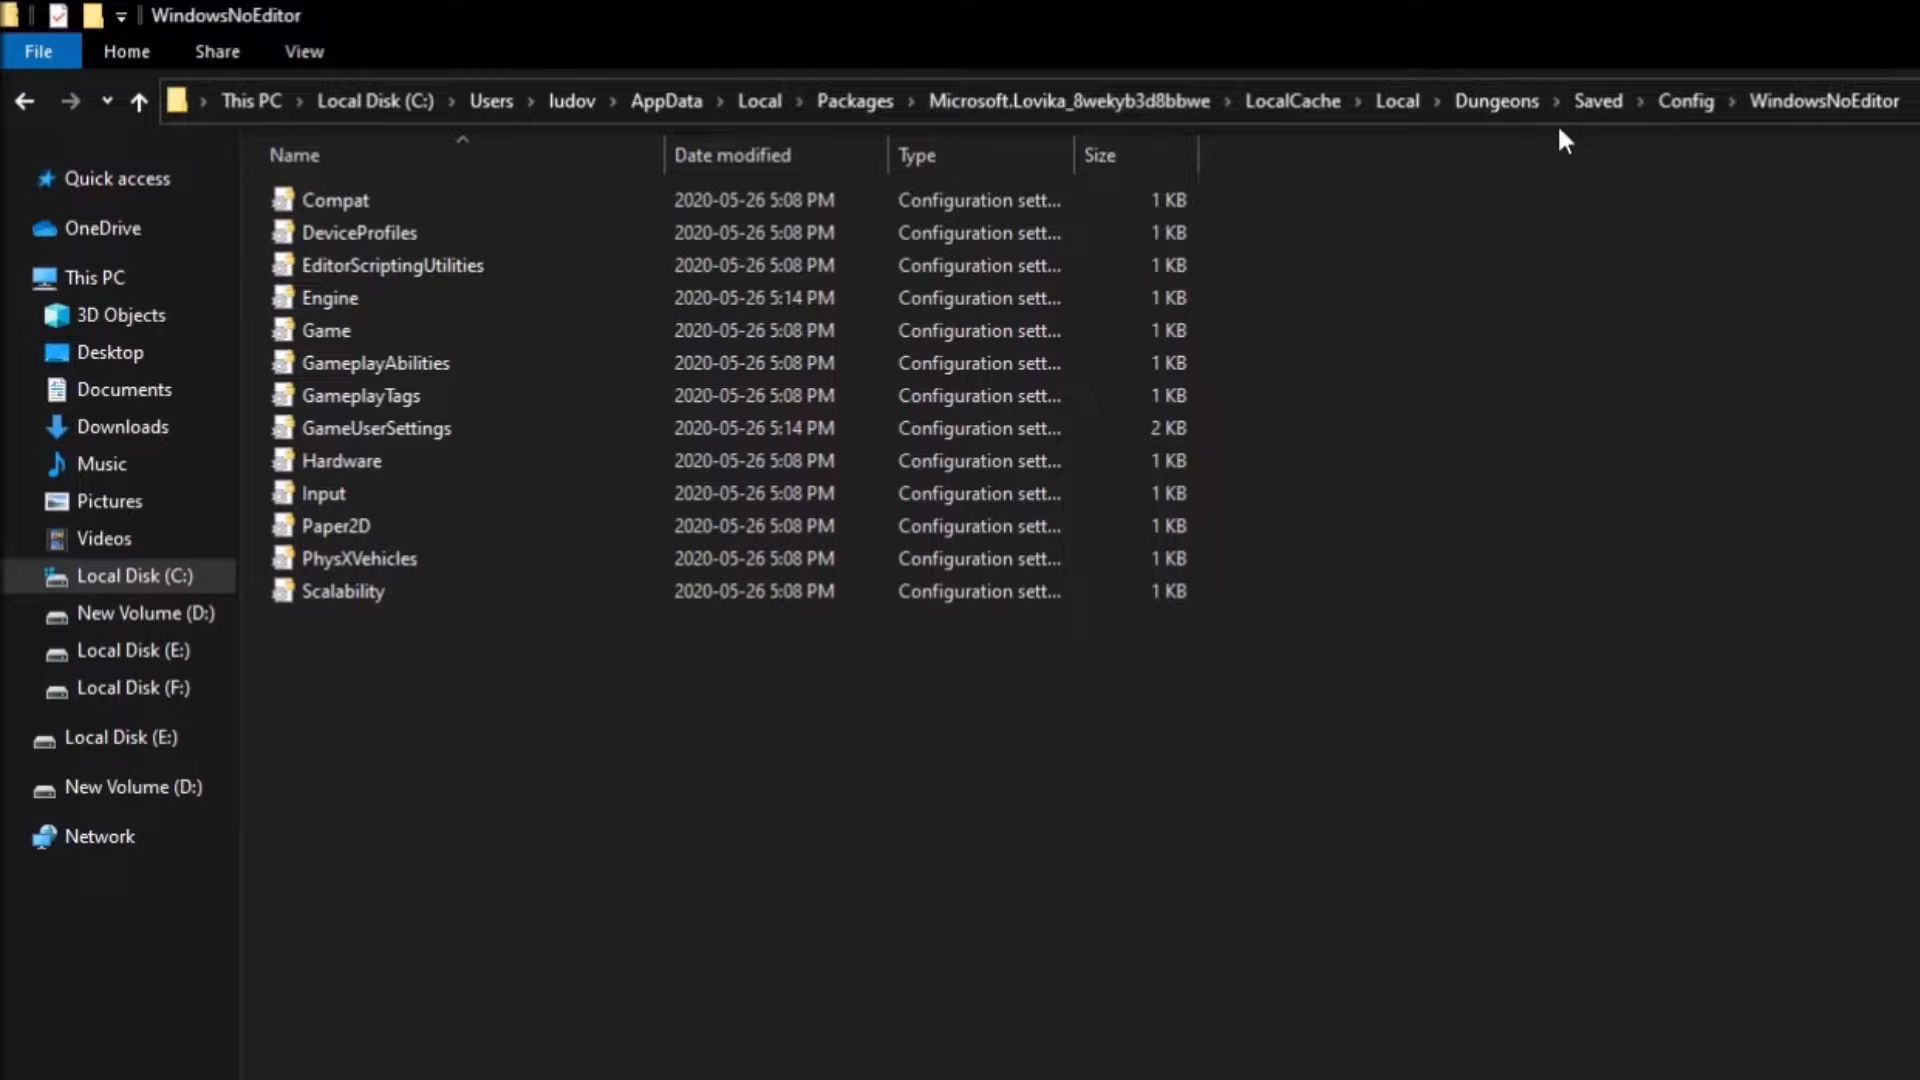 WindowsNoEditor
File Home Share View
This PC Local Disk (C:) Users ludov AppData Local Packages Microsoft.Lovika_8wekyb3d8bbwe LocalCache Local Dungeons Saved Config WindowsNoEditor
Name Date modified Type Size
Compat 2020-05-26 5:08 PM Configuration sett... 1 KB
DeviceProfiles 2020-05-26 5:08 PM Configuration sett... 1 KB
EditorScriptingUtilities 2020-05-26 5:08 PM Configuration sett... 1 KB
Engine 2020-05-26 5:14 PM Configuration sett... 1 KB
Game 2020-05-26 5:08 PM Configuration sett... 1 KB
GameplayAbilities 2020-05-26 5:08 PM Configuration sett... 1 KB
GameplayTags 2020-05-26 5:08 PM Configuration sett... 1 KB
GameUserSettings 2020-05-26 5:14 PM Configuration sett... 2 KB
Hardware 2020-05-26 5:08 PM Configuration sett... 1 KB
Input 2020-05-26 5:08 PM Configuration sett... 1 KB
Paper2D 2020-05-26 5:08 PM Configuration sett... 1 KB
PhysXVehicles 2020-05-26 5:08 PM Configuration sett... 1 KB
Scalability 2020-05-26 5:08 PM Configuration sett... 1 KB
Quick access
OneDrive
This PC
3D Objects
Desktop
Documents
Downloads
Music
Pictures
Videos
Local Disk (C:)
New Volume (D:)
Local Disk (E:)
Local Disk (F:)
Local Disk (E:)
New Volume (D:)
Network